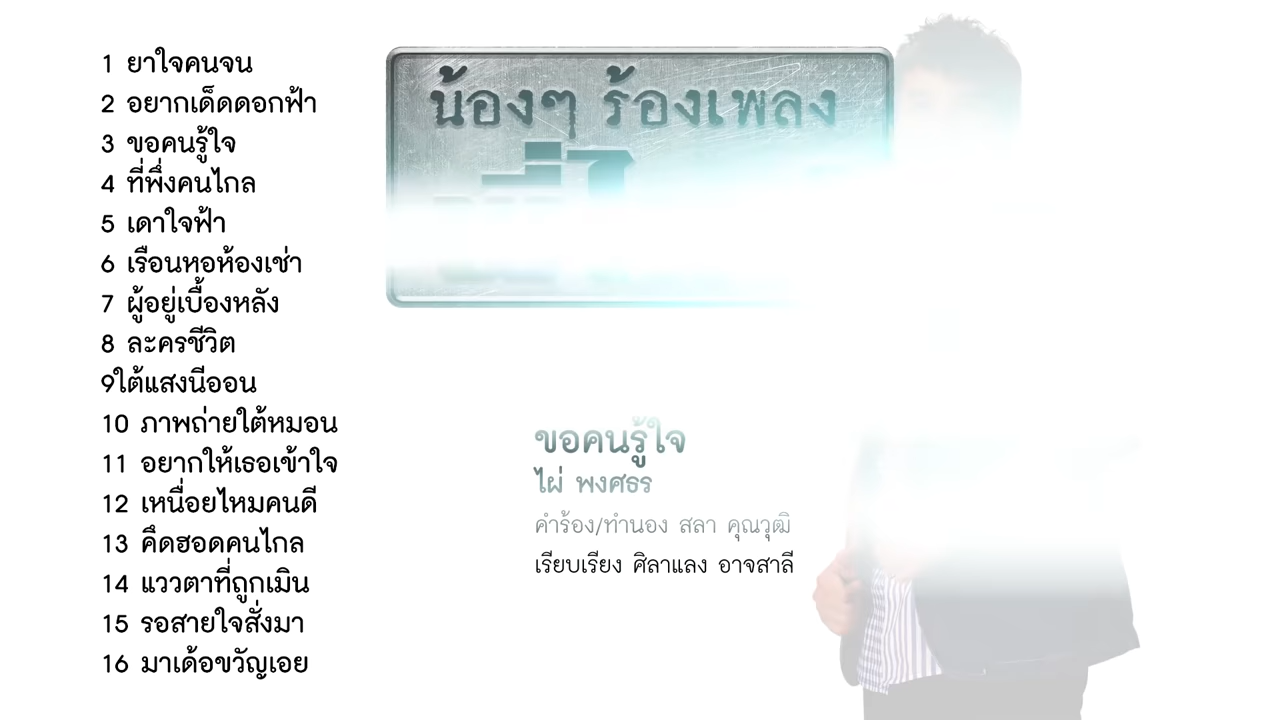 1 ยาใจคนจน
2 อยากเด็ดดอกฟ้า
3 ขอคนรู้ใจ
4 ที่พึ่งคนไกล
5 เดาใจฟ้า
6 เรือนหอห้องเช่า
7 ผู้อยู่เบื้องหลัง
8 ละครชีวิต
9ใต้แสงนีออน
10 ภาพถ่ายใต้หมอน
11 อยากให้เธอเข้าใจ
12 เหนื่อยไหมคนดี
13 คึดฮอดคนไกล
14 แววตาที่ถูกเมิน
15 รอสายใจสั่งมา
16 มาเด้อขวัญเอย
น้องๆ ร้องเพลง
ขอคนรู้ใจ
ไผ่ พงศธร
คำร้อง/ทำนอง สลา คุณวุฒิ
เรียบเรียง ศิลาแลง อาจสาลี